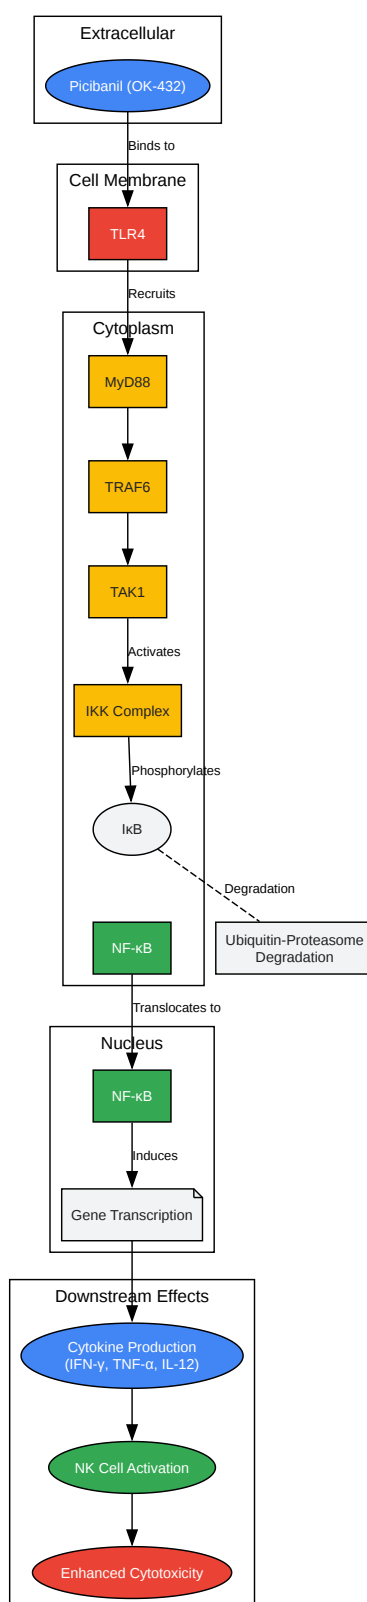 Extracellular
Picibanil (OK-432)
Binds to
Cell Membrane
TLR4
Recruits
Cytoplasm
MyD88
TRAF6
TAK1
Activates
IKK Complex
Phosphorylates
IκB
Degradation
Ubiquitin-Proteasome
Degradation
NF-κB
Translocates to
Nucleus
NF-κB
Induces
Gene Transcription
Downstream Effects
Cytokine Production
(IFN-γ, TNF-α, IL-12)
NK Cell Activation
Enhanced Cytotoxicity